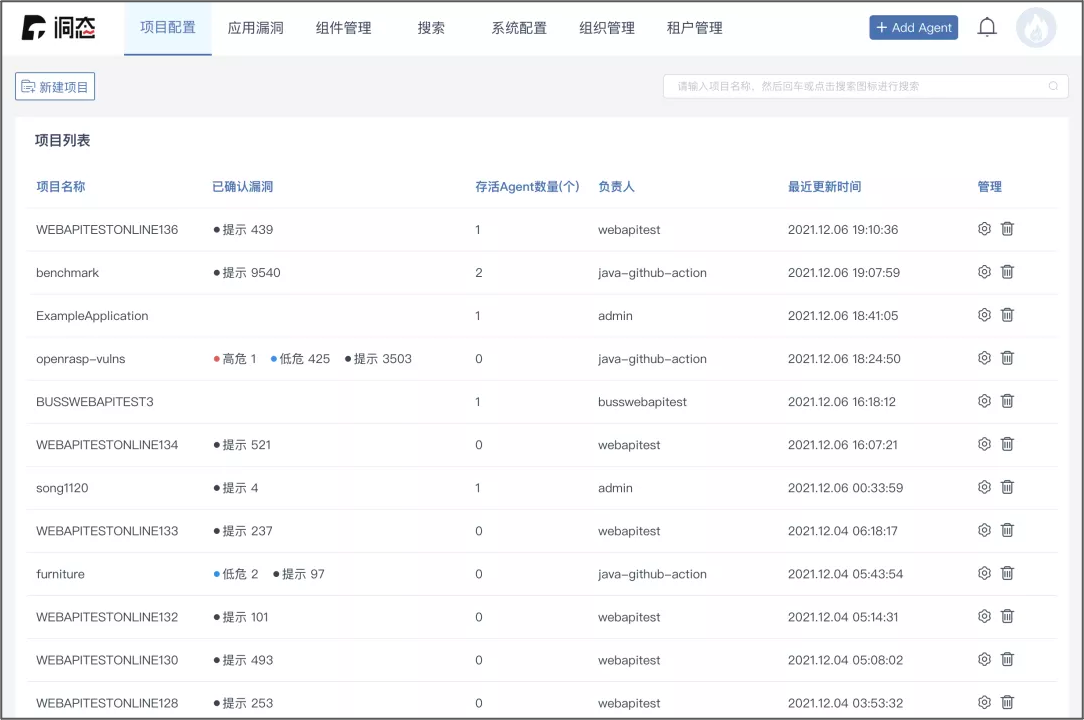 洞态 项目配置 应用漏洞 组件管理 搜索 系统配置 组织管理 租户管理 + Add Agent
新建项目 请输入项目名称，然后回车或点击搜索图标进行搜索
项目列表
项目名称 已确认漏洞 存活Agent数量(个) 负责人 最近更新时间 管理
WEBAPITESTONLINE136 提示 439 1 webapitest 2021.12.06 19:10:36
benchmark 提示 9540 2 java-github-action 2021.12.06 19:07:59
ExampleApplication 1 admin 2021.12.06 18:41:05
openrasp-vulns 高危 1 低危 425 提示 3503 0 java-github-action 2021.12.06 18:24:50
BUSSWEBAPITEST3 1 busswebapitest 2021.12.06 16:18:12
WEBAPITESTONLINE134 提示 521 0 webapitest 2021.12.06 16:07:21
song1120 提示 4 1 admin 2021.12.06 00:33:59
WEBAPITESTONLINE133 提示 237 0 webapitest 2021.12.04 06:18:17
furniture 低危 2 提示 97 0 java-github-action 2021.12.04 05:43:54
WEBAPITESTONLINE132 提示 101 0 webapitest 2021.12.04 05:14:31
WEBAPITESTONLINE130 提示 493 0 webapitest 2021.12.04 05:08:02
WEBAPITESTONLINE128 提示 253 0 webapitest 2021.12.04 03:53:32